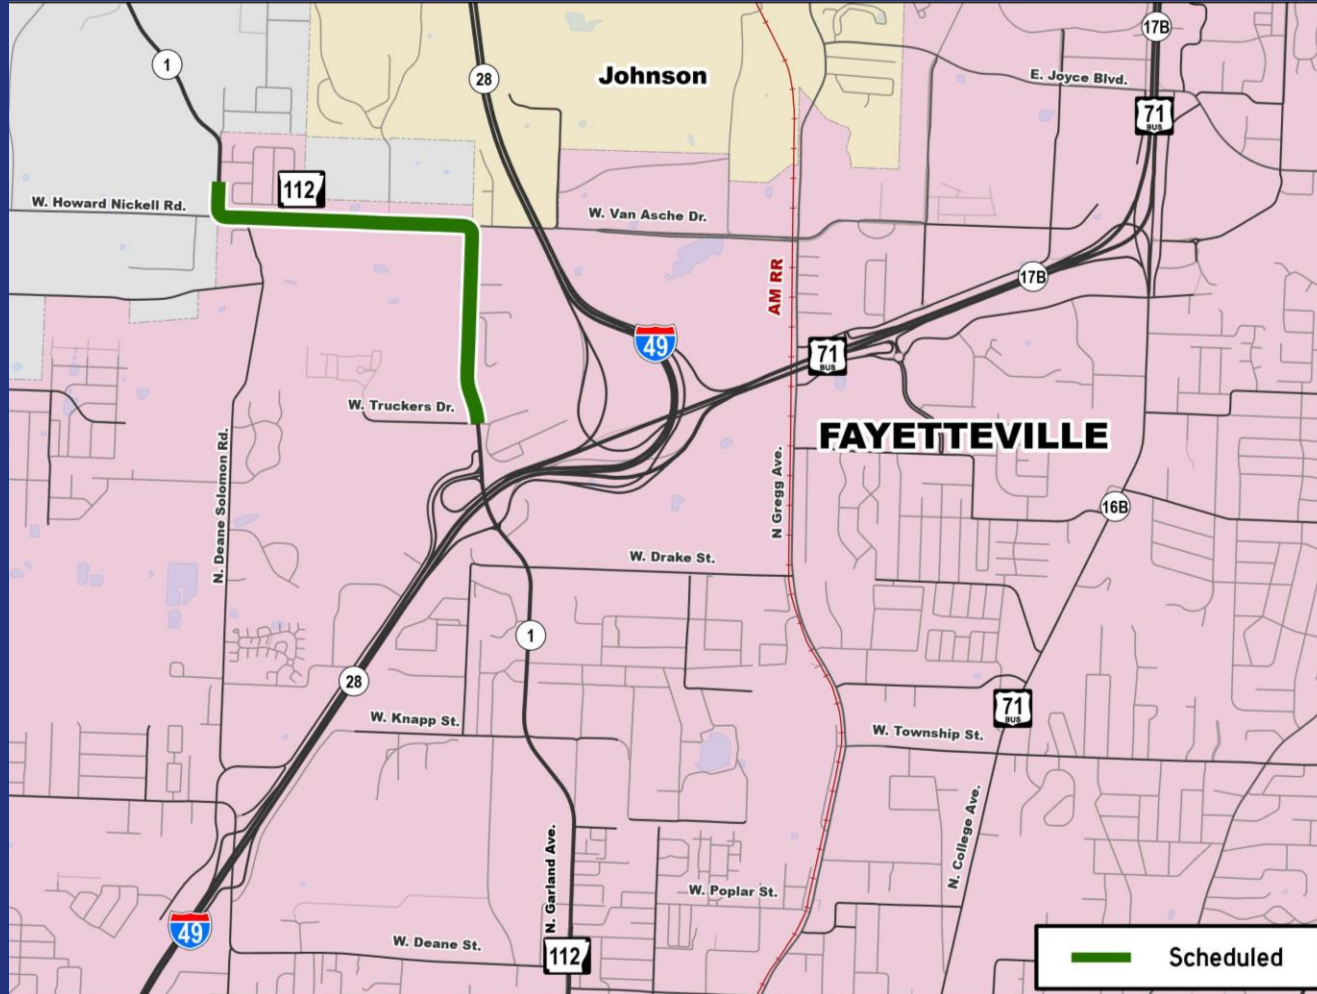 17B
1
28
Johnson
E. Joyce Blvd.
71
BUS
112
W. Howard Nickell Rd.
W. Van Asche Dr.
AM RR
17B
49
71
BUS
W. Truckers Dr.
FAYETTEVILLE
N. Deane Solomon Rd.
N Gregg Ave.
16B
W. Drake St.
1
28
W. Knapp St.
71
BUS
W. Township St.
N. College Ave.
N. Garland Ave.
W. Poplar St.
49
W. Deane St.
112
Scheduled